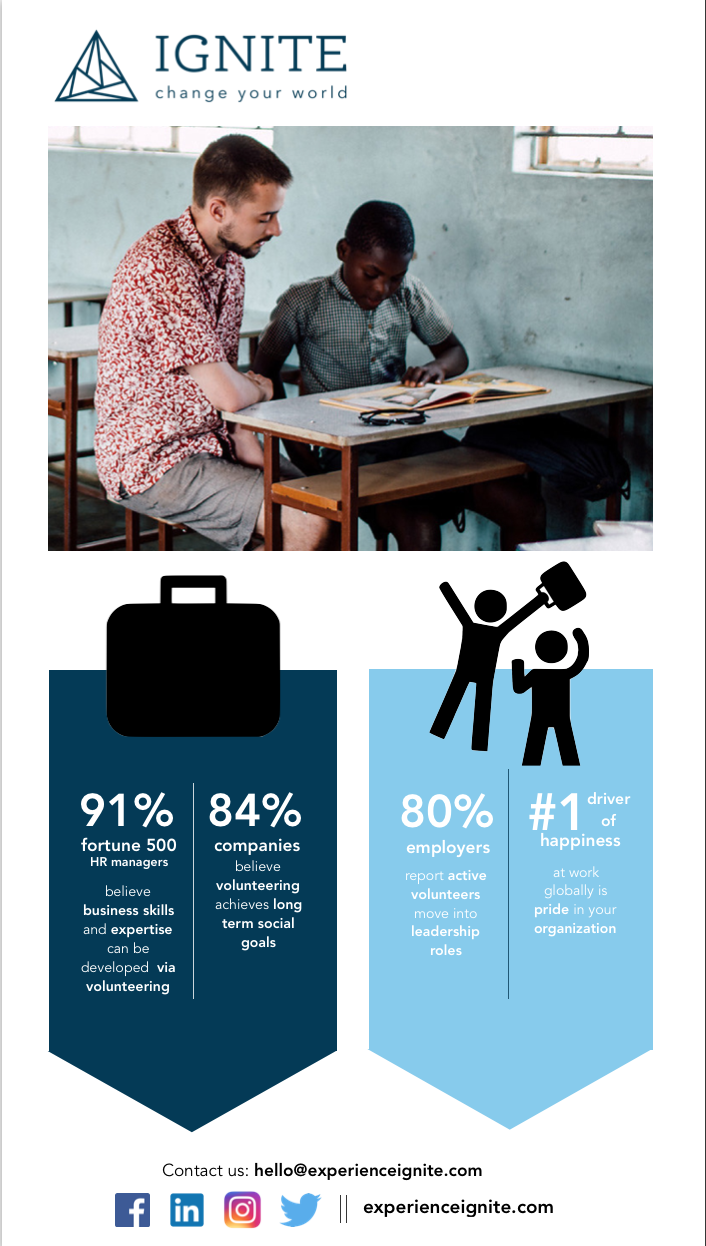 IGNITE
change your world
91%
fortune 500
HR managers
believe
business skills
and expertise
can be
developed via
volunteering
84%
companies
believe
volunteering
achieves long
term social
goals
80%
employers
report active
volunteers
move into
leadership
roles
#1 driver
of
happiness
at work
globally is
pride in your
organization
Contact us: hello@experienceignite.com
experienceignite.com